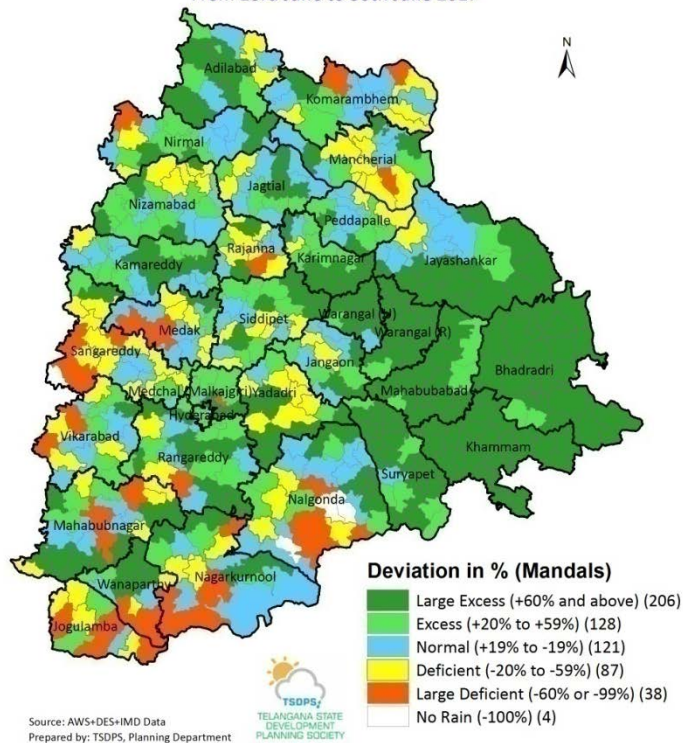 N
Adilabad
Komarambhem
Nirmal
Mancherial
Jagtial
Nizamabad
Peddapalle
Rajanna
Karimnagar
Jayashankar
Kamareddy
Siddipet
Warangal (U)
Medak
Warangal (R)
Sangareddy
Jangaon
Bhadradri
Medchal (Malkajgiri)
Yadadri
Mahabubabad
Hyderabad
Vikarabad
Khammam
Rangareddy
Suryapet
Nalgonda
Mahabubnagar
Wanaparthy
Nagarkurnool
Jogulamba
Deviation in % (Mandals)
Large Excess (+60% and above) (206)
Excess (+20% to +59%) (128)
Normal (+19% to -19%) (121)
Deficient (-20% to -59%) (87)
Large Deficient (-60% or -99%) (38)
No Rain (-100%) (4)
TSDPS
TELANGANA STATE
DEVELOPMENT
PLANNING SOCIETY
Source: AWS+DES+IMD Data
Prepared by: TSDPS, Planning Department